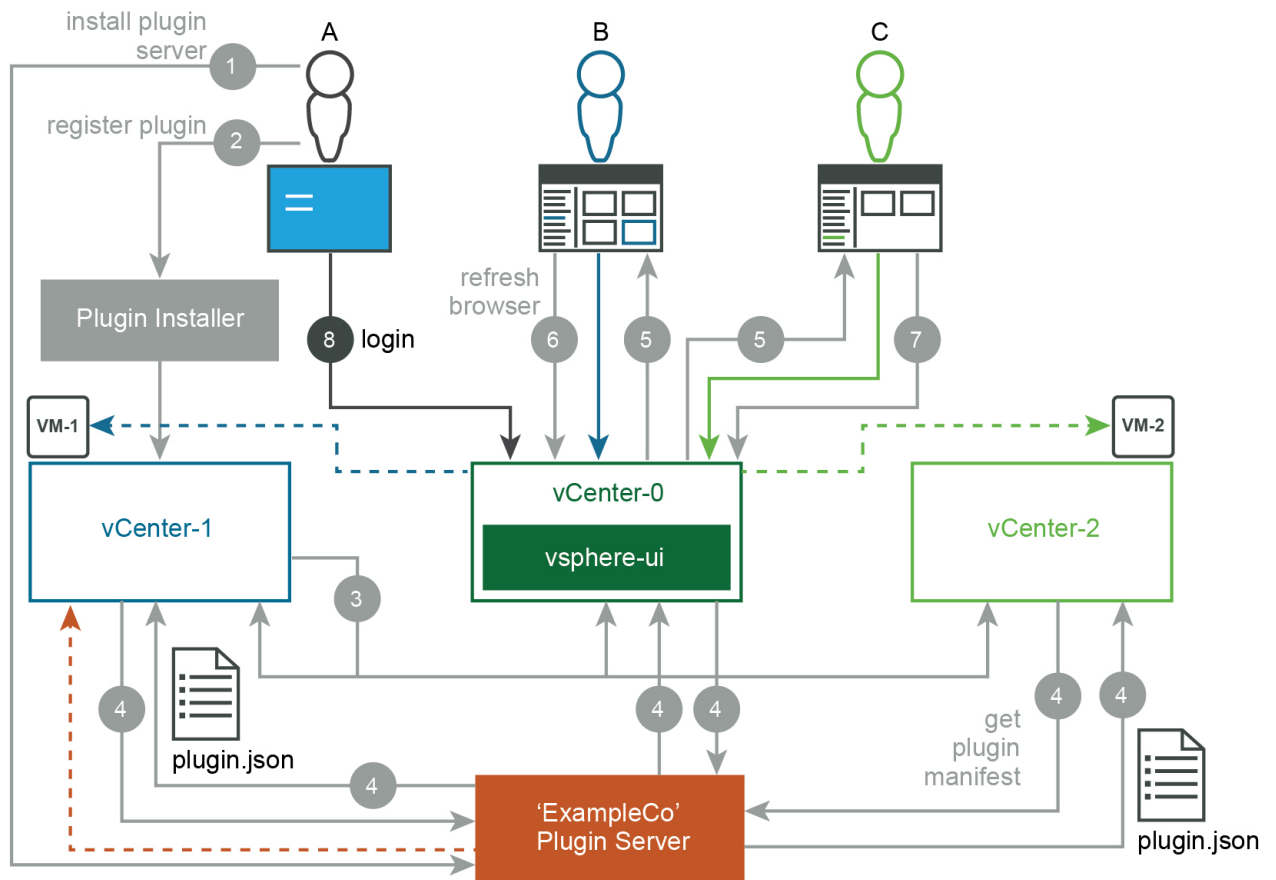 install plugin
server
1
A
B
C
register plugin
2
Plugin Installer
refresh
browser
8
login
6
5
5
7
VM-1
VM-2
vCenter-1
vCenter-0
vsphere-ui
vCenter-2
3
4
plugin.json
4
4
4
4
4
get
plugin
manifest
plugin.json
‘ExampleCo’
Plugin Server